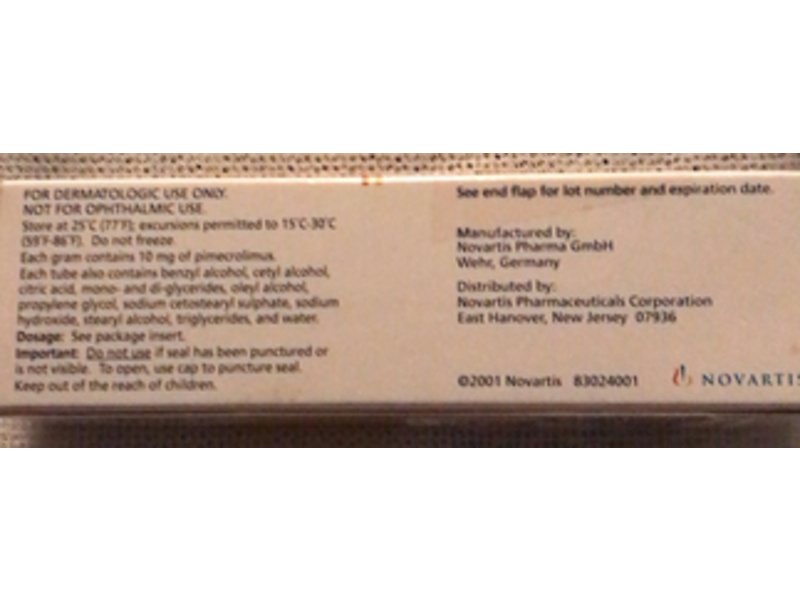 FOR DERMATOLOGIC USE ONLY.
NOT FOR OPHTHALMIC USE.
Store at 25°C (77°F); excursions permitted to 15°C-30°C
(59°F-86°F). Do not freeze.
Each gram contains 10 mg of pimecrolimus.
Each tube also contains benzyl alcohol, cetyl alcohol,
citric acid, mono- and di-glycerides, oleyl alcohol,
propylene glycol, sodium cetostearyl sulphate, sodium
hydroxide, stearyl alcohol, triglycerides, and water.
Dosage: See package insert.
Important: Do not use if seal has been punctured or
is not visible. To open, use cap to puncture seal.
Keep out of the reach of children.
See end flap for lot number and expiration date.
Manufactured by:
Novartis Pharma GmbH
Wehr, Germany
Distributed by:
Novartis Pharmaceuticals Corporation
East Hanover, New Jersey 07936
©2001 Novartis 83024001
NOVARTIS